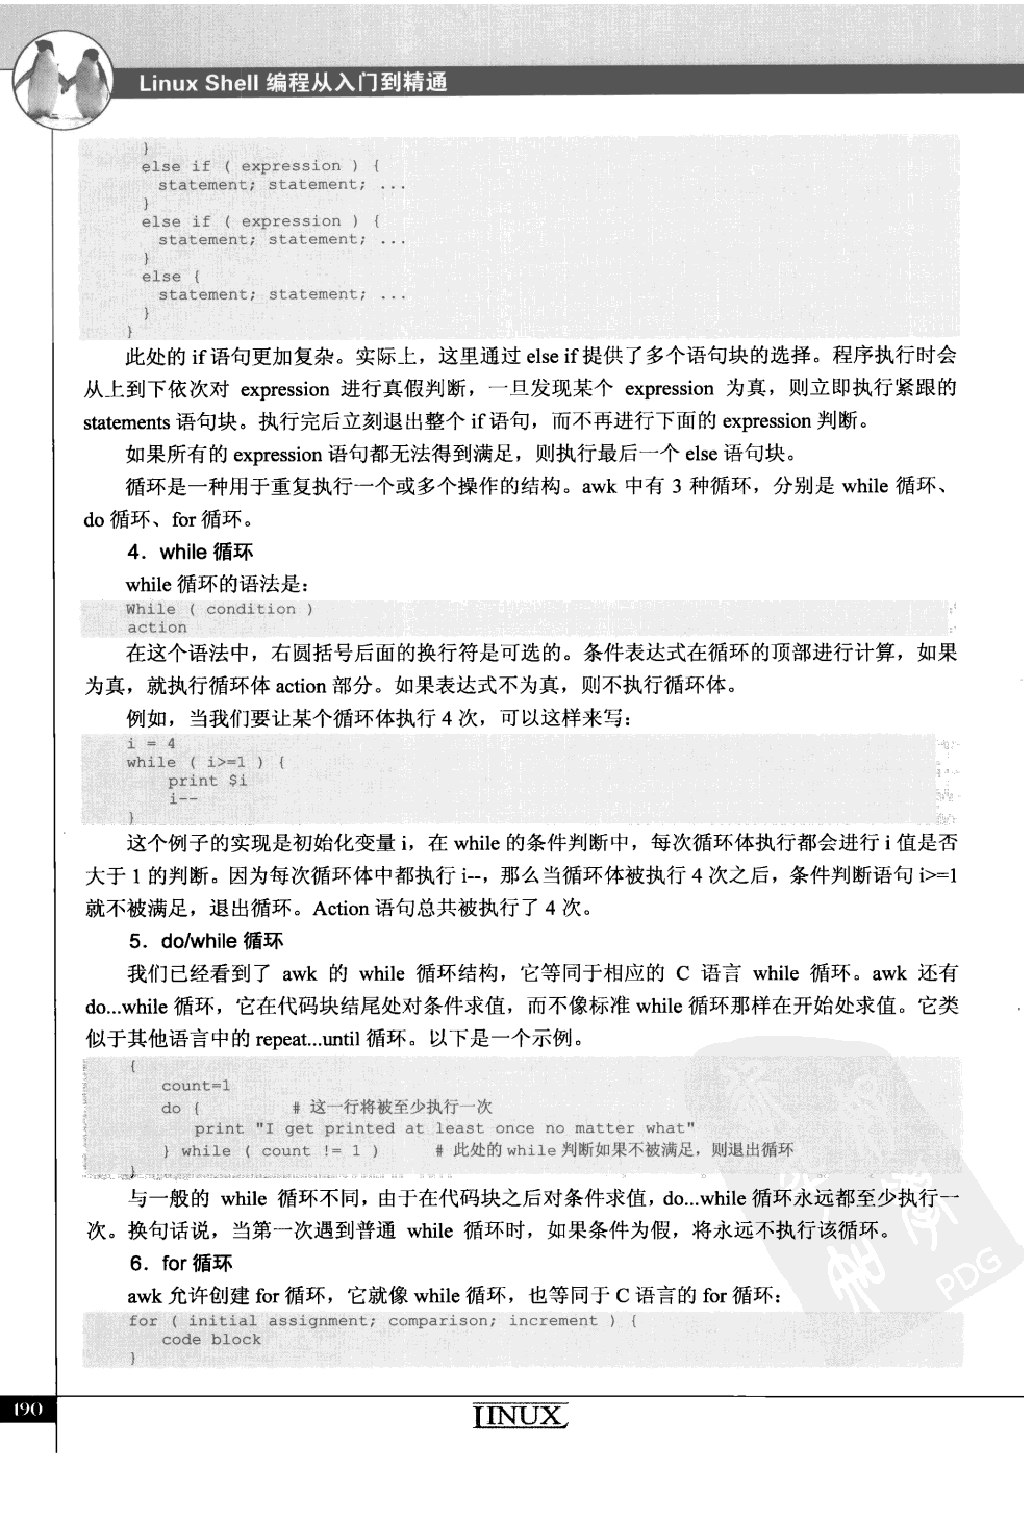 Linux Shell 编程从入门到精通
}
else if ( expression ) {
statement; statement; ...
}
else if ( expression ) {
statement; statement; ...
}
else {
statement; statement; ...
}
}
此处的 if 语句更加复杂。实际上，这里通过 else if 提供了多个语句块的选择。程序执行时会
从上到下依次对 expression 进行真假判断，一旦发现某个 expression 为真，则立即执行紧跟的
statements 语句块。执行完后立刻退出整个 if 语句，而不再进行下面的 expression 判断。
如果所有的 expression 语句都无法得到满足，则执行最后一个 else 语句块。
循环是一种用于重复执行一个或多个操作的结构。awk 中有 3 种循环，分别是 while 循环、
do 循环、for 循环。
4．while 循环
while 循环的语法是：
While ( condition )
action
在这个语法中，右圆括号后面的换行符是可选的。条件表达式在循环的顶部进行计算，如果
为真，就执行循环体 action 部分。如果表达式不为真，则不执行循环体。
例如，当我们要让某个循环体执行 4 次，可以这样来写：
i = 4
while ( i>=1 ) {
print $i
i--
}
这个例子的实现是初始化变量 i，在 while 的条件判断中，每次循环体执行都会进行 i 值是否
大于 1 的判断。因为每次循环体中都执行 i--，那么当循环体被执行 4 次之后，条件判断语句 i>=1
就不被满足，退出循环。Action 语句总共被执行了 4 次。
5．do/while 循环
我们已经看到了 awk 的 while 循环结构，它等同于相应的 C 语言 while 循环。awk 还有
do...while 循环，它在代码块结尾处对条件求值，而不像标准 while 循环那样在开始处求值。它类
似于其他语言中的 repeat...until 循环。以下是一个示例。
{
count=1
do { # 这一行将被至少执行一次
print "I get printed at least once no matter what"
} while ( count != 1 ) # 此处的 while 判断如果不被满足，则退出循环
}
与一般的 while 循环不同，由于在代码块之后对条件求值，do...while 循环永远都至少执行一
次。换句话说，当第一次遇到普通 while 循环时，如果条件为假，将永远不执行该循环。
6．for 循环
awk 允许创建 for 循环，它就像 while 循环，也等同于 C 语言的 for 循环：
for ( initial assignment; comparison; increment ) {
code block
}
PDG
190
LINUX